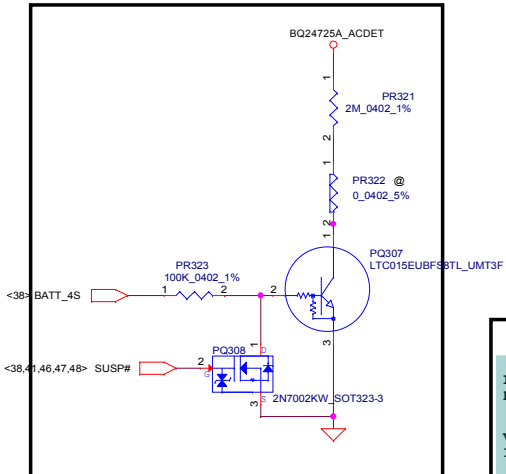 BQ24725A_ACDET
1
PR321
2M_0402_1%
2
1
PR322 @
0_0402_5%
2
1
PQ307
LTC015EUBFS8TL_UMT3F
PR323
100K_0402_1%
<38> BATT_4S 1 2 2
3
PQ308
1 D
<38,41,46,47,48> SUSP# 2 G
S 3
2N7002KW_SOT323-3